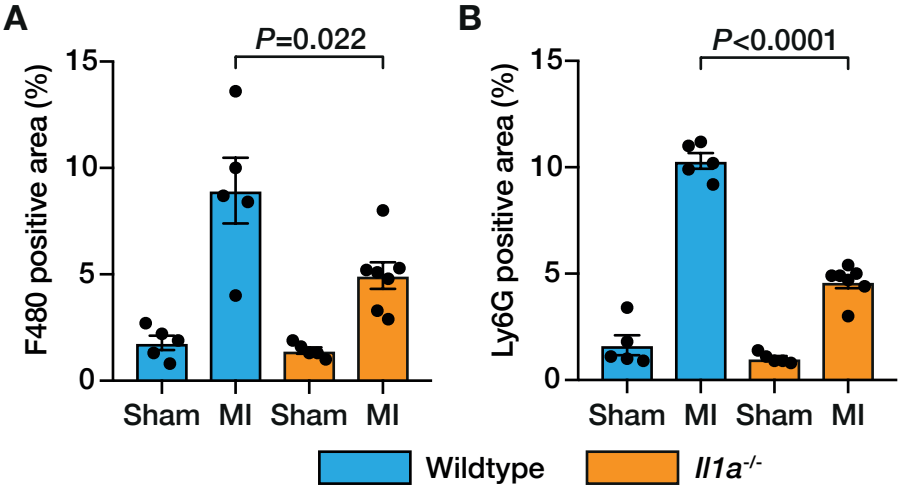 A
P=0.022
F480 positive area (%)
15
10
5
0
Sham MI Sham MI
B
P<0.0001
Ly6G positive area (%)
15
10
5
0
Sham MI Sham MI
Wildtype Il1a-/-